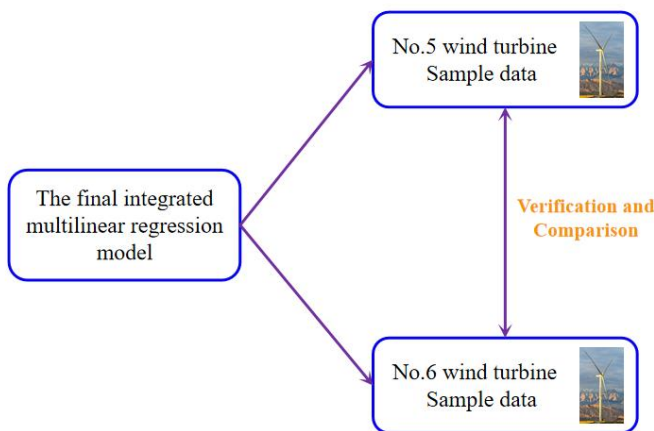 No.5 wind turbine
Sample data
The final integrated
multilinear regression
model
Verification and
Comparison
No.6 wind turbine
Sample data